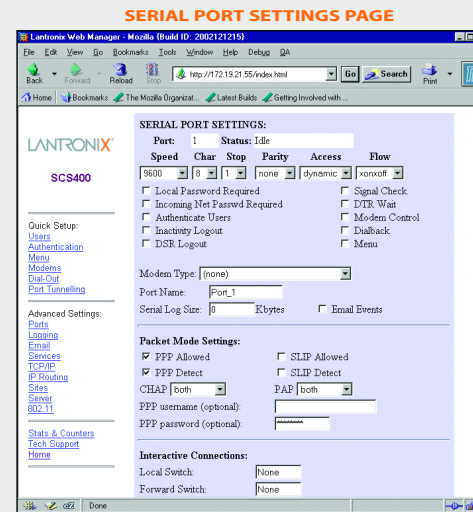 SERIAL PORT SETTINGS PAGE
Lantronix Web Manager - Mozilla {Build ID: 2002121215}
File Edit View Go Bookmarks Tools Window Help Debug QA
Back Forward Reload Stop http://172.19.21.55/index.html Go Search Print
Home Bookmarks The Mozilla Organizat... Latest Builds Getting Involved with ...
LANTRONIX®
SCS400
Quick Setup:
Users
Authentication
Menu
Modems
Dial-Out
Port Tunnelling
Advanced Settings:
Ports
Logging
Email
Services
TCP/IP
IP Routing
Sites
Server
802.11
Stats & Counters
Tech Support
Home
SERIAL PORT SETTINGS:
Port: 1 Status: Idle
Speed Char Stop Parity Access Flow
9600 8 1 none dynamic xonxoff
Local Password Required Signal Check
Incoming Net Passwd Required DTR Wait
Authenticate Users Modem Control
Inactivity Logout Dialback
DSR Logout Menu
Modem Type: (none)
Port Name: Port_1
Serial Log Size: 0 Kbytes Email Events
Packet Mode Settings:
PPP Allowed SLIP Allowed
PPP Detect SLIP Detect
CHAP both PAP both
PPP username (optional):
PPP password (optional): ********
Interactive Connections:
Local Switch: None
Forward Switch: None
Done